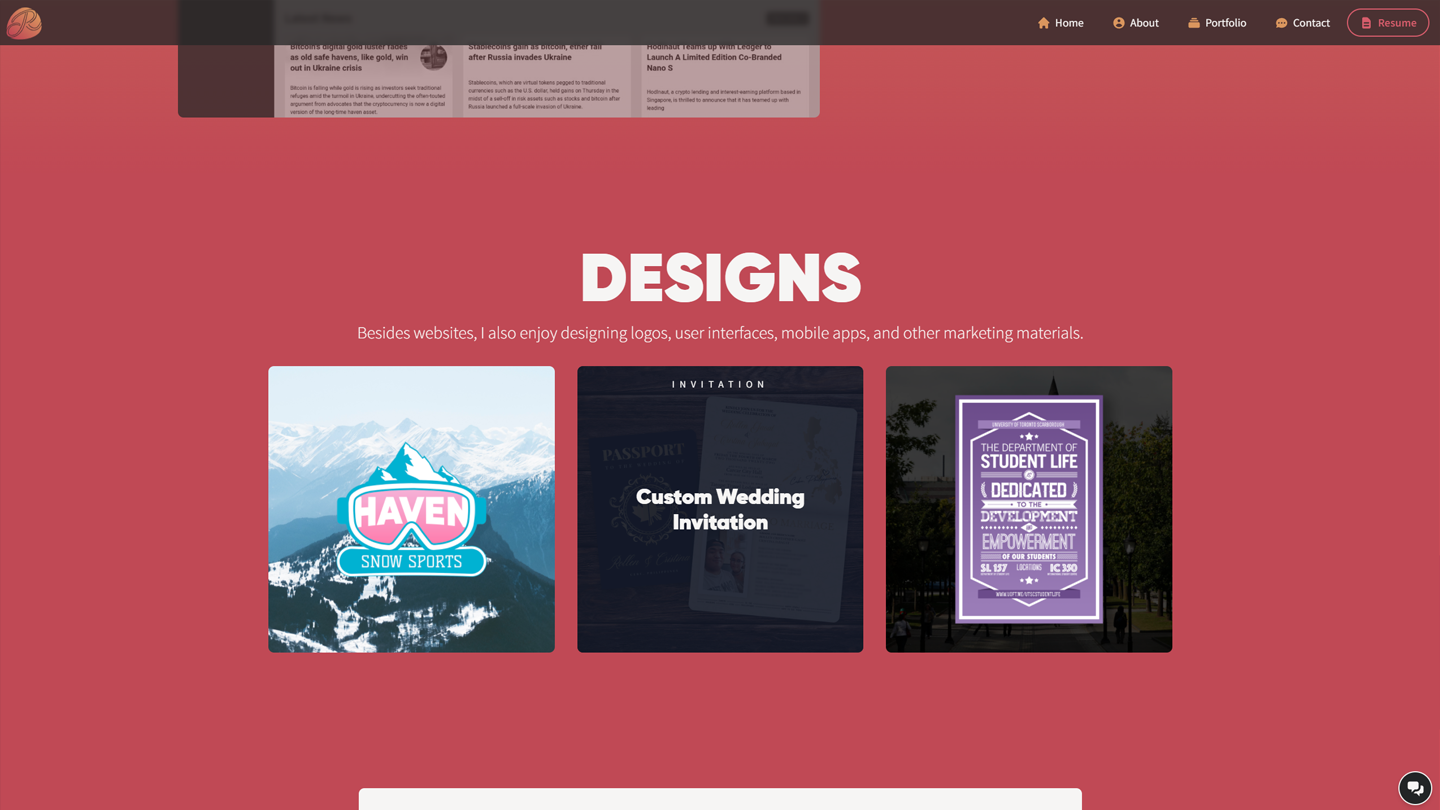 R
Home
About
Portfolio
Contact
Resume
Latest News
Bitcoin's digital gold luster fades
as old safe havens, like gold, win
out in Ukraine crisis
Bitcoin is falling while gold is rising as investors seek traditional
refuges amid the turmoil in Ukraine, undercutting the often-touted
argument from advocates that the cryptocurrency is now a digital
version of the long-time haven asset.
Stablecoins gain as bitcoin, ether fall
after Russia invades Ukraine
Stablecoins, which are virtual tokens pegged to traditional
currencies such as the U.S. dollar, held gains on Thursday in the
midst of a sell-off in risk assets such as stocks and bitcoin after
Russia launched a full-scale invasion of Ukraine.
Hodlnaut Teams up With Ledger to
Launch A Limited Edition Co-Branded
Nano S
Hodlnaut, a crypto lending and interest-earning platform based in
Singapore, is thrilled to announce that it has teamed up with
leading
DESIGNS
Besides websites, I also enjoy designing logos, user interfaces, mobile apps, and other marketing materials.
HAVEN
SNOW SPORTS
INVITATION
PASSPORT
Custom Wedding
Invitation
UNIVERSITY OF TORONTO SCARBOROUGH
THE DEPARTMENT OF
STUDENT LIFE
IS
DEDICATED
TO THE
DEVELOPMENT
EMPOWERMENT
OF OUR STUDENTS
SL 157
LOCATIONS
IC 350